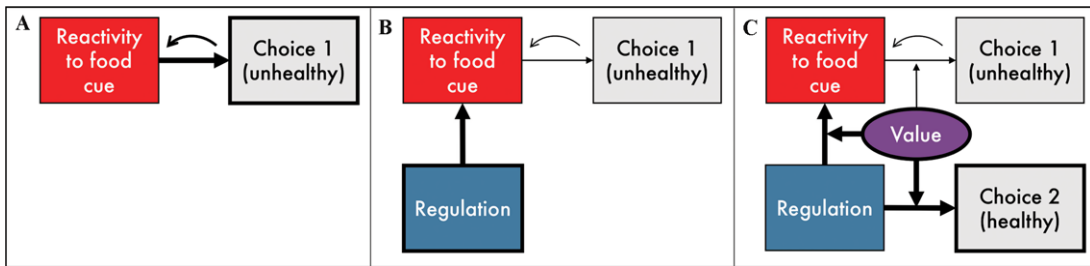 A
Reactivity
to food
cue
Choice 1
(unhealthy)
B
Reactivity
to food
cue
Choice 1
(unhealthy)
Regulation
C
Reactivity
to food
cue
Choice 1
(unhealthy)
Value
Regulation
Choice 2
(healthy)